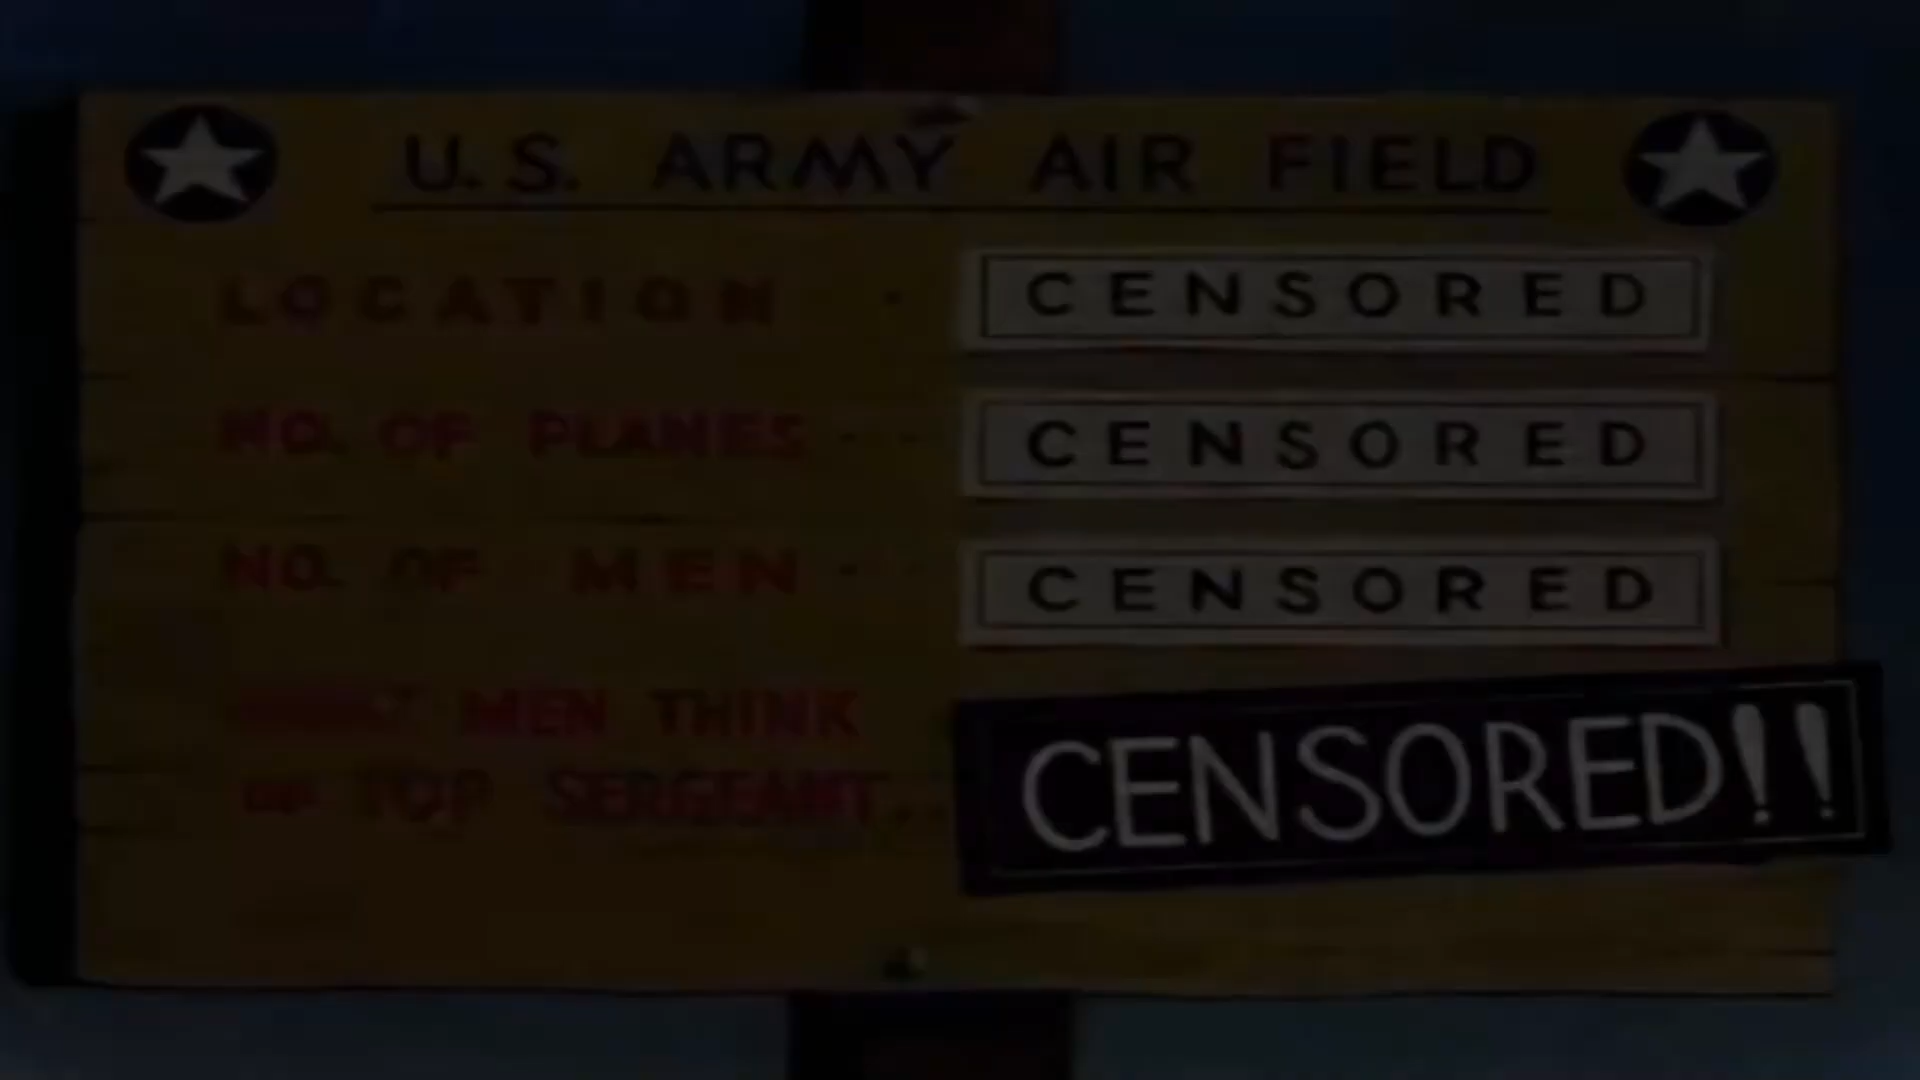 U.S. ARMY AIR FIELD
LOCATION - - CENSORED
NO. OF PLANES - - CENSORED
NO. OF MEN - - CENSORED
WHAT MEN THINK
OF TOP SERGEANT - - CENSORED!!